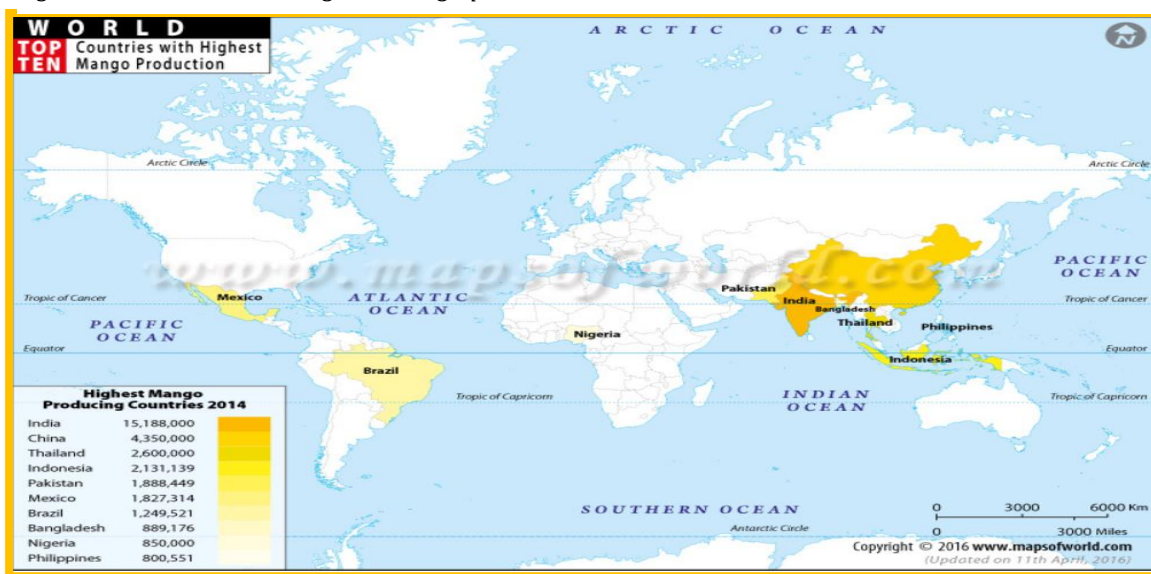 WORLD
TOP
TEN
Countries with Highest
Mango Production
ARCTIC OCEAN
N
Arctic Circle
Arctic Circle
www.mapsofworld.com
PACIFIC
OCEAN
Pakistan
Mexico
ATLANTIC
OCEAN
India
Bangladesh
Tropic of Cancer
Tropic of Cancer
PACIFIC
OCEAN
Thailand
Philippines
Nigeria
Equator
Equator
Indonesia
Brazil
Tropic of Capricorn
INDIAN
OCEAN
Tropic of Capricorn
Highest Mango
Producing Countries 2014
India 15,188,000
China 4,350,000
Thailand 2,600,000
Indonesia 2,131,139
Pakistan 1,888,449
Mexico 1,827,314
Brazil 1,249,521
Bangladesh 889,176
Nigeria 850,000
Philippines 800,551
SOUTHERN OCEAN
Antarctic Circle
0 3000 6000 Km
0 3000 Miles
Copyright © 2016 www.mapsofworld.com
(Updated on 11th April, 2016)